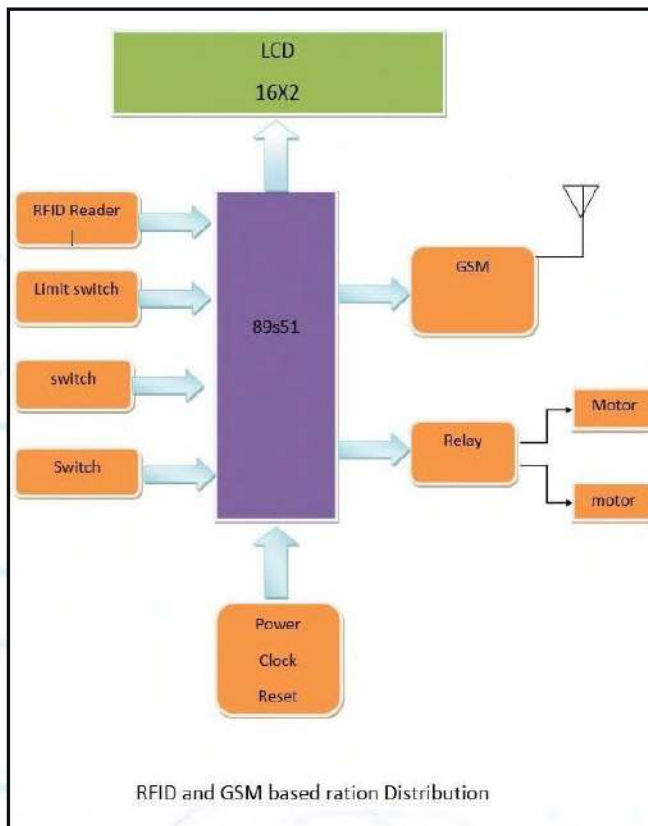 LCD
16X2
RFID Reader
Limit switch
switch
Switch
89s51
GSM
Relay
Motor
motor
Power
Clock
Reset
RFID and GSM based ration Distribution